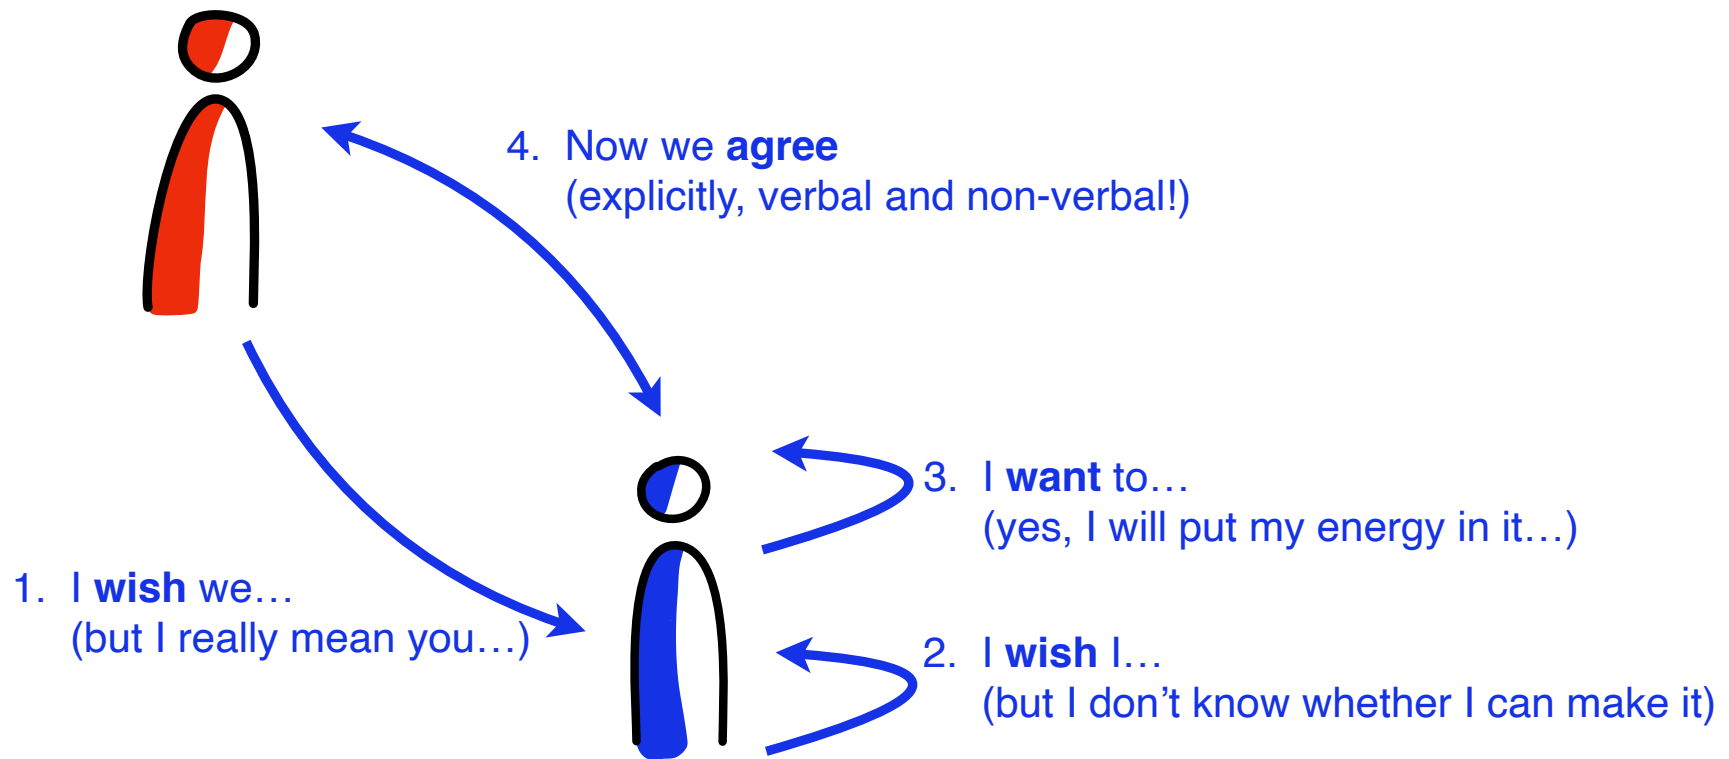 4. Now we agree
(explicitly, verbal and non-verbal!)
3. I want to…
(yes, I will put my energy in it…)
1. I wish we…
(but I really mean you…)
2. I wish I…
(but I don’t know whether I can make it)